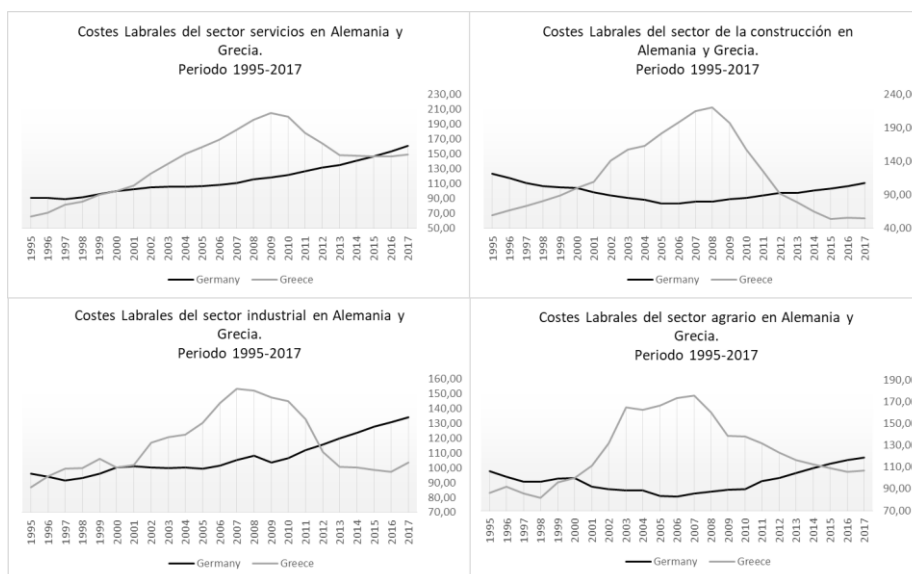 Costes Labrales del sector servicios en Alemania y
Grecia.
Periodo 1995-2017
230,00
210,00
190,00
170,00
150,00
130,00
110,00
90,00
70,00
50,00
1995 1996 1997 1998 1999 2000 2001 2002 2003 2004 2005 2006 2007 2008 2009 2010 2011 2012 2013 2014 2015 2016 2017
Germany Greece
Costes Labrales del sector de la construcción en
Alemania y Grecia.
Periodo 1995-2017
240,00
140,00
40,00
1995 1996 1997 1998 1999 2000 2001 2002 2003 2004 2005 2006 2007 2008 2009 2010 2011 2012 2013 2014 2015 2016 2017
Germany Greece
Costes Labrales del sector industrial en Alemania y
Grecia.
Periodo 1995-2017
160,00
150,00
140,00
130,00
120,00
110,00
100,00
90,00
80,00
70,00
1995 1996 1997 1998 1999 2000 2001 2002 2003 2004 2005 2006 2007 2008 2009 2010 2011 2012 2013 2014 2015 2016 2017
Germany Greece
Costes Labrales del sector agrario en Alemania y
Grecia.
Periodo 1995-2017
190,00
170,00
150,00
130,00
110,00
90,00
70,00
1995 1996 1997 1998 1999 2000 2001 2002 2003 2004 2005 2006 2007 2008 2009 2010 2011 2012 2013 2014 2015 2016 2017
Germany Greece